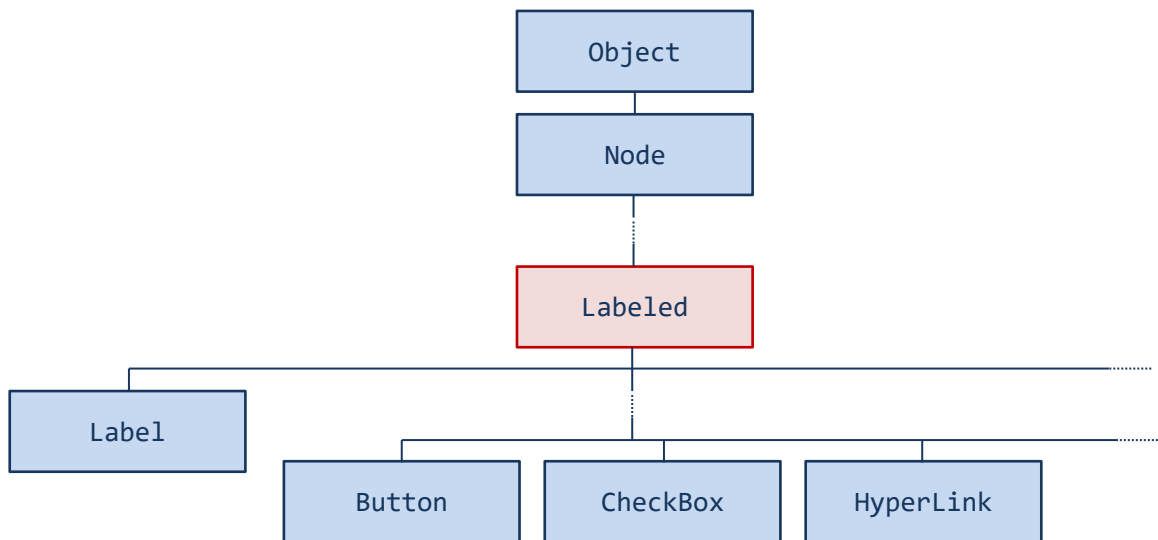 Object
Node
Labeled
Label
Button
CheckBox
HyperLink